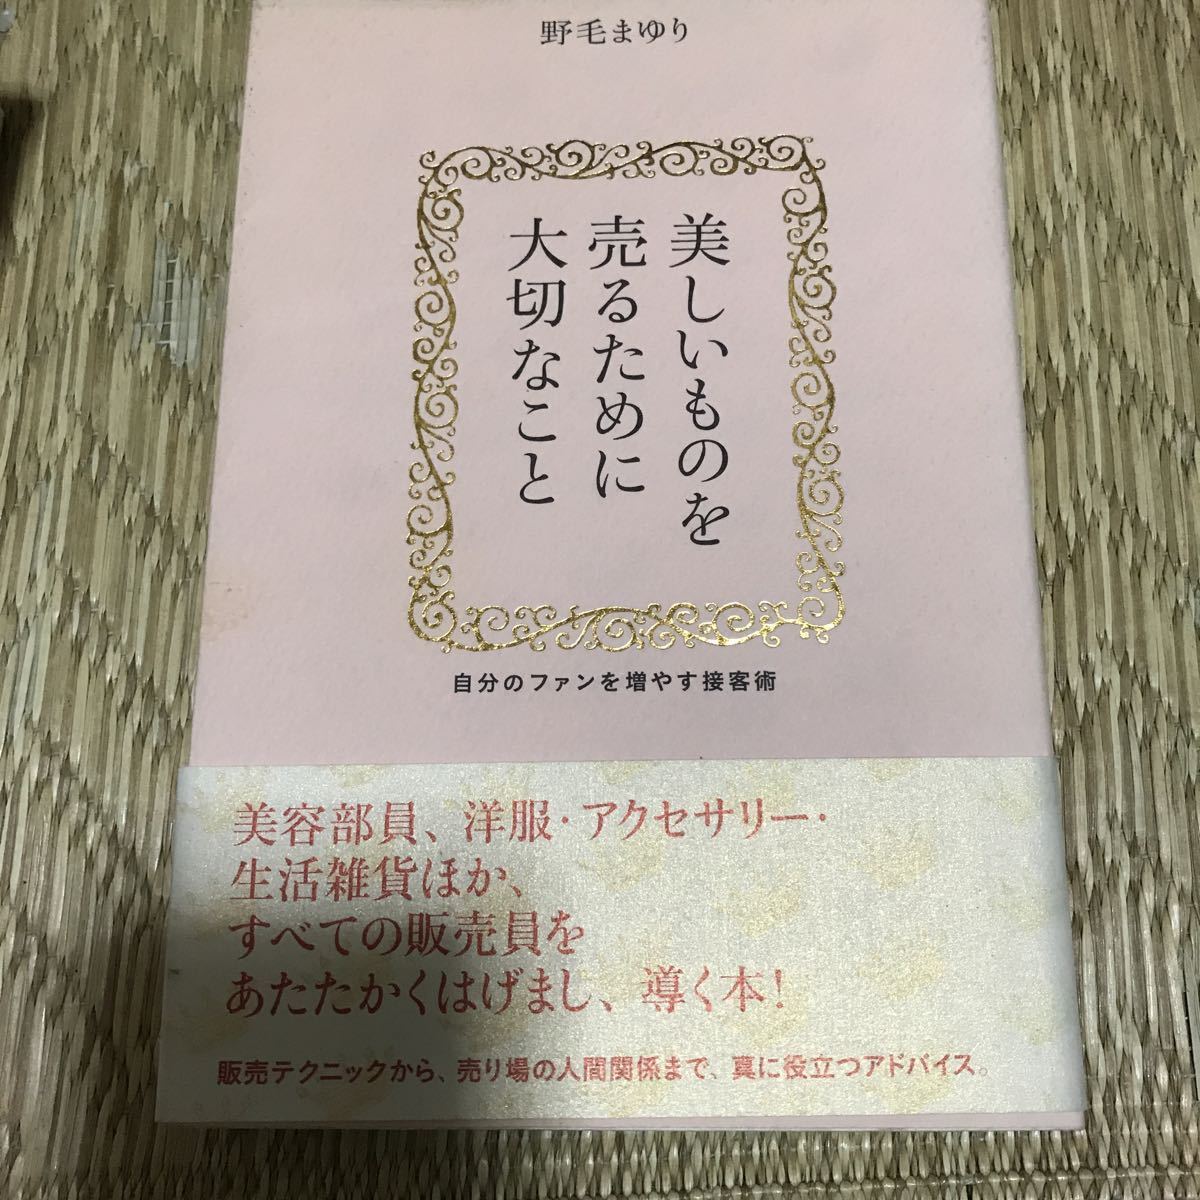 野毛まゆり
美しいものを
売るために
大切なこと
自分のファンを増やす接客術
美容部員、洋服・アクセサリー・
生活雑貨ほか、
すべての販売員を
あたたかくはげまし、導く本!
販売テクニックから、売り場の人間関係まで、真に役立つアドバイス。